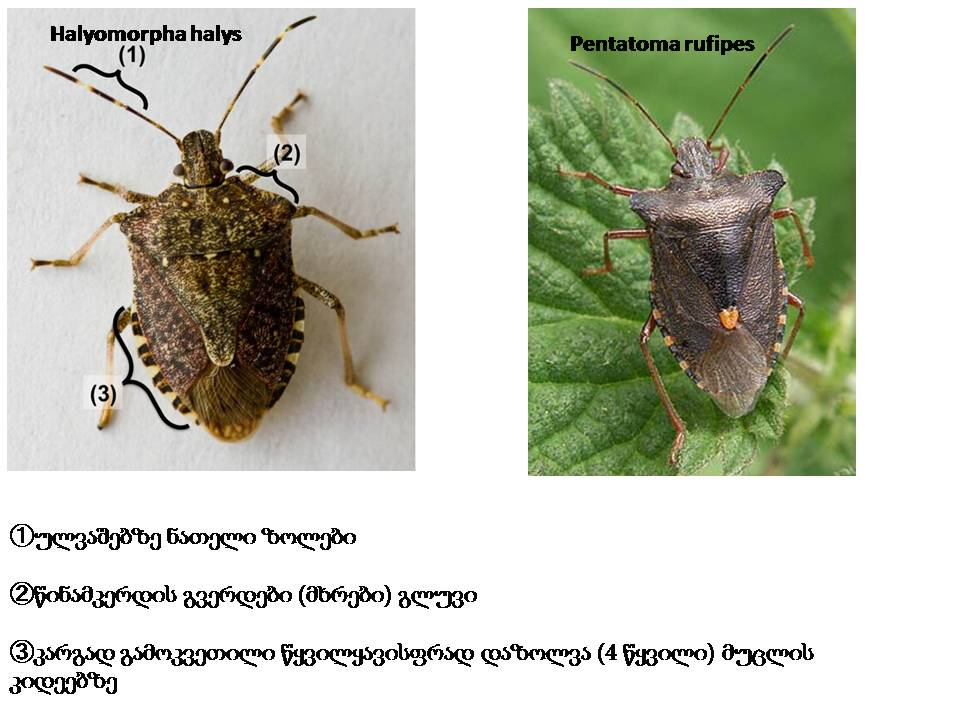 Halyomorpha halys
(1)
Pentatoma rufipes
(2)
(3)
①ულვაშებზე ნათელი ზოლები
②წინამკერდის გვერდები (მხრები) გლუვი
③კარგად გამოკვეთილი წყვილყავისფრად დაზოლვა (4 წყვილი) მუცლის
კიდეებზე